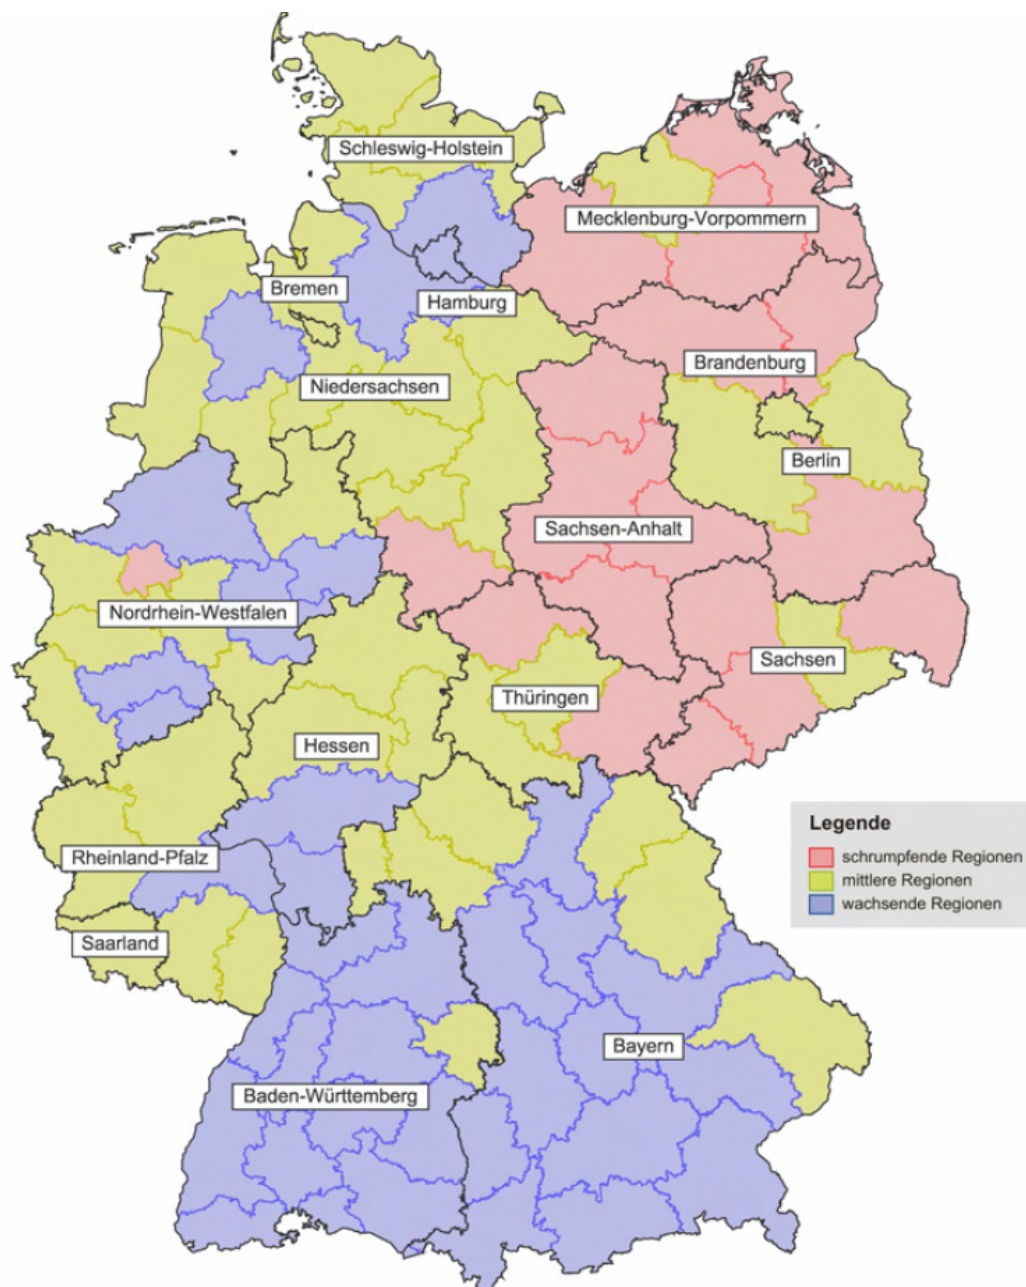 Schleswig-Holstein
Mecklenburg-Vorpommern
Bremen
Hamburg
Brandenburg
Niedersachsen
Berlin
Sachsen-Anhalt
Nordrhein-Westfalen
Sachsen
Thüringen
Hessen
Legende
schrumpfende Regionen
mittlere Regionen
wachsende Regionen
Rheinland-Pfalz
Saarland
Bayern
Baden-Württemberg